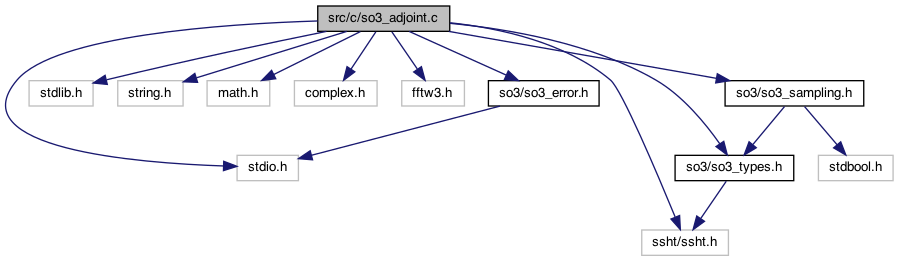 src/c/so3_adjoint.c
stdlib.h
string.h
math.h
complex.h
fftw3.h
so3/so3_error.h
so3/so3_sampling.h
stdio.h
so3/so3_types.h
stdbool.h
ssht/ssht.h